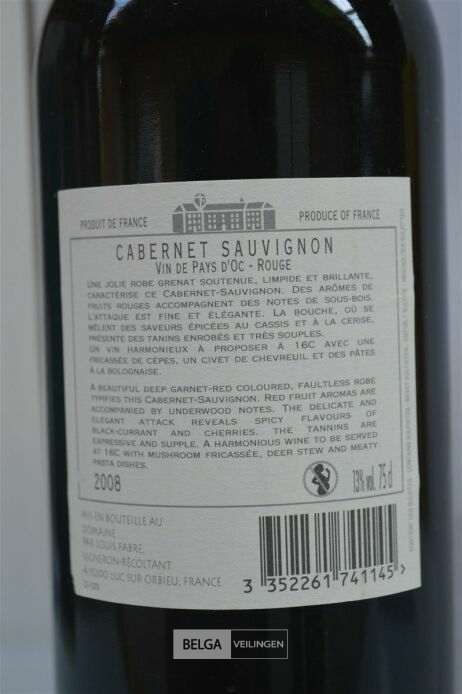 PRODUIT DE FRANCE
PRODUCE OF FRANCE
CABERNET SAUVIGNON
VIN DE PAYS D'OC - ROUGE
UNE JOLIE ROBE GRENAT SOUTENUE, LIMPIDE ET BRILLANTE,
CARACTÉRISE CE CABERNET-SAUVIGNON. DES ARÔMES DE
FRUITS ROUGES ACCOMPAGNENT DES NOTES DE SOUS-BOIS.
L'ATTAQUE EST FINE ET ÉLÉGANTE. LA BOUCHE, OÙ SE
MÊLENT DES SAVEURS ÉPICÉES AU CASSIS ET À LA CERISE,
PRÉSENTE DES TANINS ENROBÉS ET TRÈS SOUPLES.
UN VIN HARMONIEUX À PROPOSER À 16C AVEC UNE
FRICASSÉE DE CÈPES, UN CIVET DE CHEVREUIL ET DES PÂTES
À LA BOLOGNAISE.
A BEAUTIFUL DEEP GARNET-RED COLOURED, FAULTLESS ROBE
TYPIFIES THIS CABERNET-SAUVIGNON. RED FRUIT AROMAS ARE
ACCOMPANIED BY UNDERWOOD NOTES. THE DELICATE AND
ELEGANT ATTACK REVEALS SPICY FLAVOURS OF
BLACK-CURRANT AND CHERRIES. THE TANNINS ARE
EXPRESSIVE AND SUPPLE. A HARMONIOUS WINE TO BE SERVED
AT 16C WITH MUSHROOM FRICASSÉE, DEER STEW AND MEATY
PASTA DISHES.
2008
13% vol. 75 cl
MIS EN BOUTEILLE AU
DOMAINE
PAR LOUIS FABRE,
VIGNERON-RÉCOLTANT
À 11200 LUC SUR ORBIEU, FRANCE
3 352261 741145 >
BELGA VEILINGEN